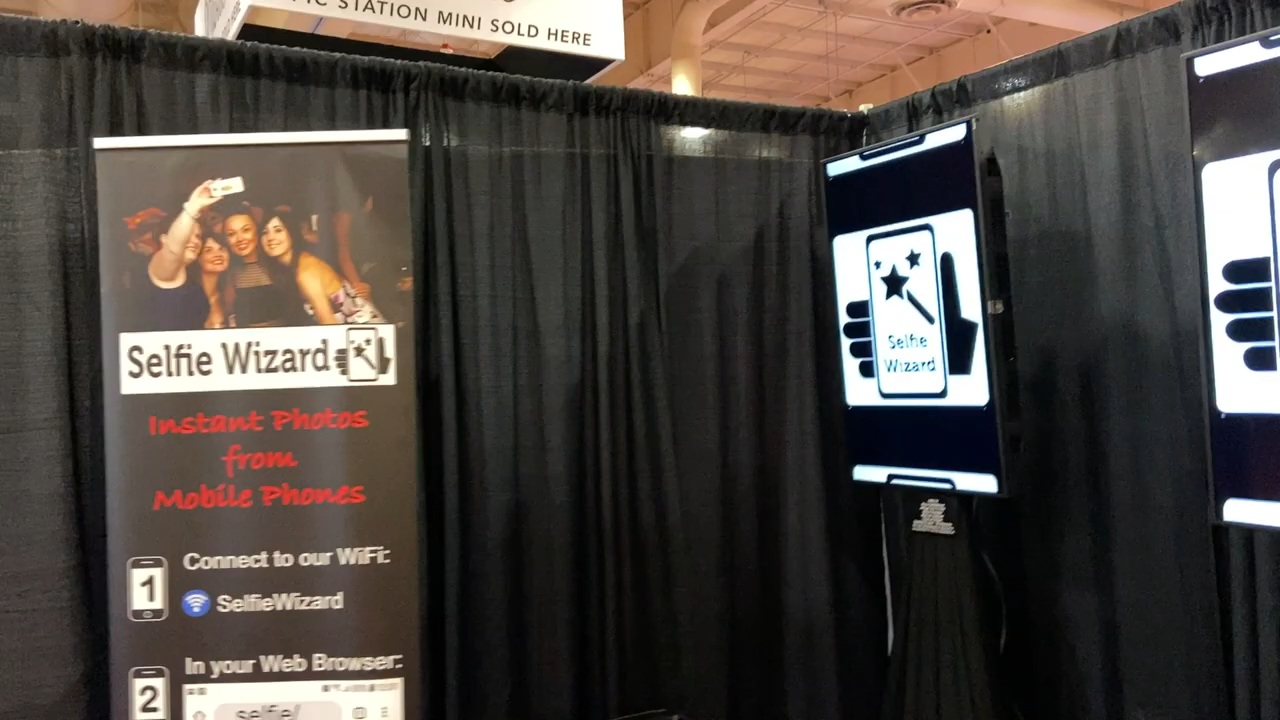 IC STATION MINI SOLD HERE
Selfie Wizard
Instant Photos
from
Mobile Phones
1
Connect to our WiFi:
SelfieWizard
2
In your Web Browser:
selfie/
Selfie
Wizard